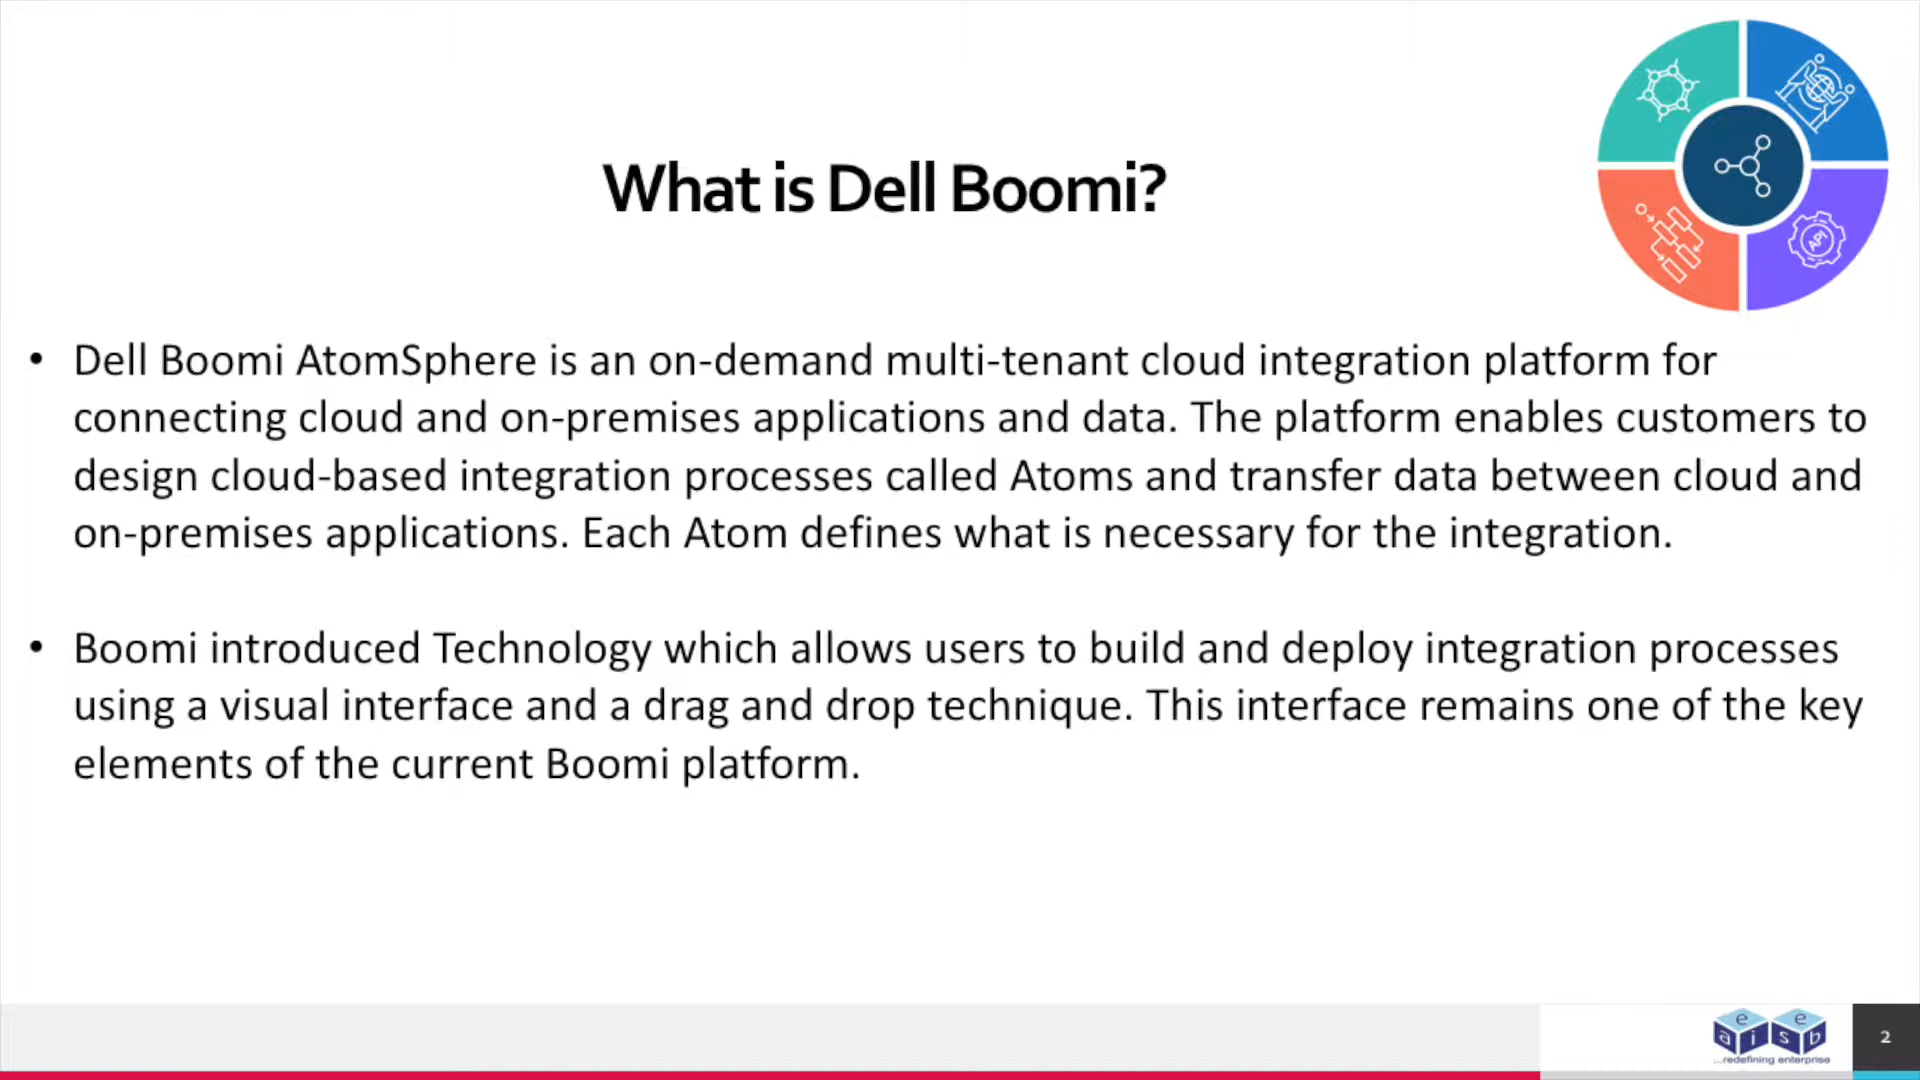 What is Dell Boomi?
API
• Dell Boomi AtomSphere is an on-demand multi-tenant cloud integration platform for
connecting cloud and on-premises applications and data. The platform enables customers to
design cloud-based integration processes called Atoms and transfer data between cloud and
on-premises applications. Each Atom defines what is necessary for the integration.
• Boomi introduced Technology which allows users to build and deploy integration processes
using a visual interface and a drag and drop technique. This interface remains one of the key
elements of the current Boomi platform.
e e
a i s b
...redefining enterprise
2